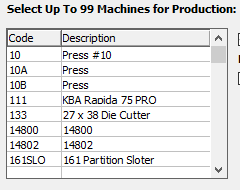 Select Up To 99 Machines for Production:
Code Description
10 Press #10
10A Press
10B Press
111 KBA Rapida 75 PRO
133 27 x 38 Die Cutter
14800 14800
14802 14802
161SLO 161 Partition Sloter